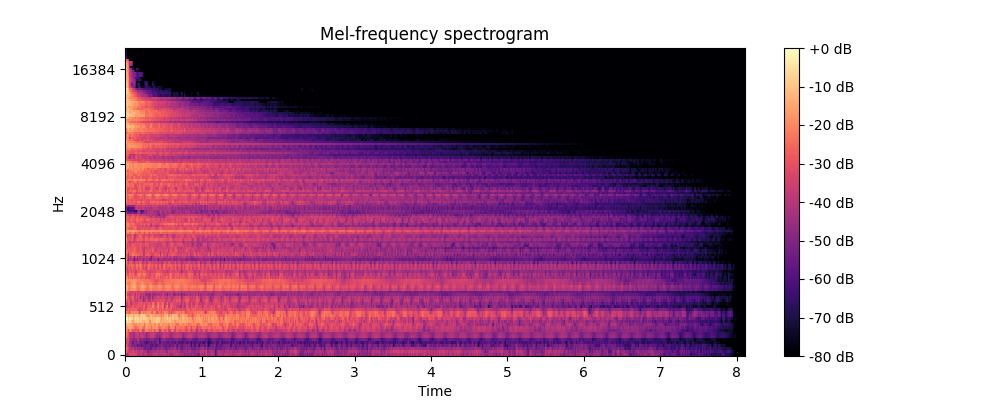 Mel-frequency spectrogram
Hz
16384
8192
4096
2048
1024
512
0
0 1 2 3 4 5 6 7 8
Time
+0 dB
-10 dB
-20 dB
-30 dB
-40 dB
-50 dB
-60 dB
-70 dB
-80 dB